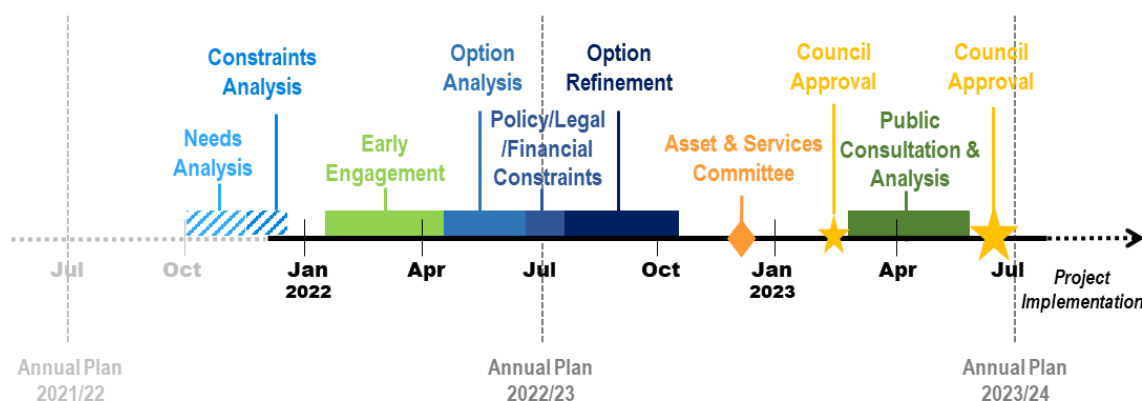 Constraints
Analysis
Needs
Analysis
Early
Engagement
Option
Analysis
Policy/Legal
/Financial
Constraints
Option
Refinement
Asset & Services
Committee
Council
Approval
Public
Consultation &
Analysis
Council
Approval
Jul
Oct
Jan
2022
Apr
Jul
Oct
Jan
2023
Apr
Jul
Project
Implementation
Annual Plan
2021/22
Annual Plan
2022/23
Annual Plan
2023/24